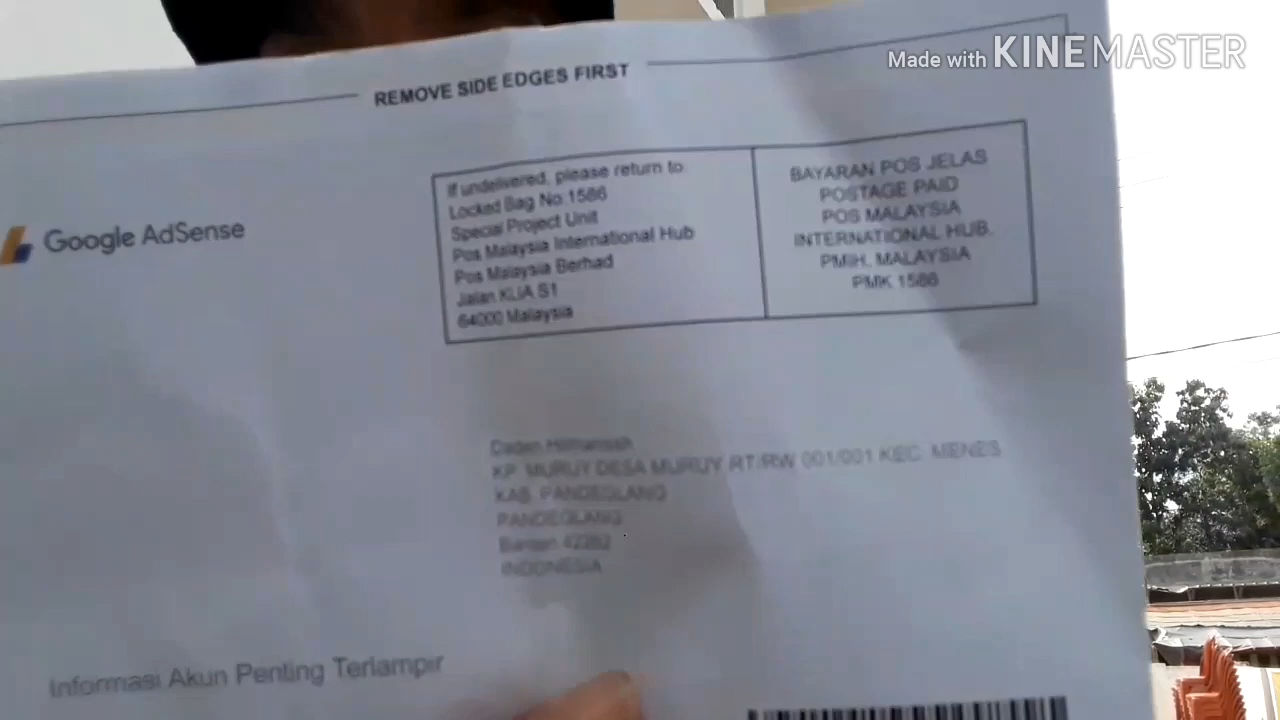 Made with KINEMASTER
REMOVE SIDE EDGES FIRST
Google AdSense
If undelivered, please return to:
Locked Bag No 1586
Special Project Unit
Pos Malaysia International Hub
Pos Malaysia Berhad
Jalan KLIA S1
64000 Malaysia
BAYARAN POS JELAS
POSTAGE PAID
POS MALAYSIA
INTERNATIONAL HUB.
PMIH, MALAYSIA
PMK 1586
KP. MURUY DESA MURUY RT/RW 001/001 KEC. MENES
KAB. PANDEGLANG
PANDEGLANG
Banten 42262
INDONESIA
Informasi Akun Penting Terlampir